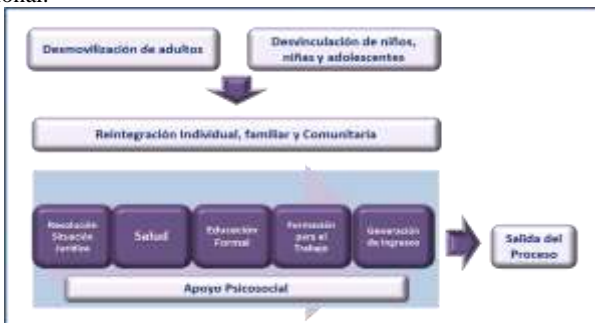 onal.
Desmovilización de adultos
Desvinculación de niños,
niñas y adolescentes
Reintegración Individual, familiar y Comunitaria
Resolución
Situación
Jurídica
Salud
Educación
Formal
Formación
para el
Trabajo
Generación
de Ingresos
Apoyo Psicosocial
Salida del
Proceso